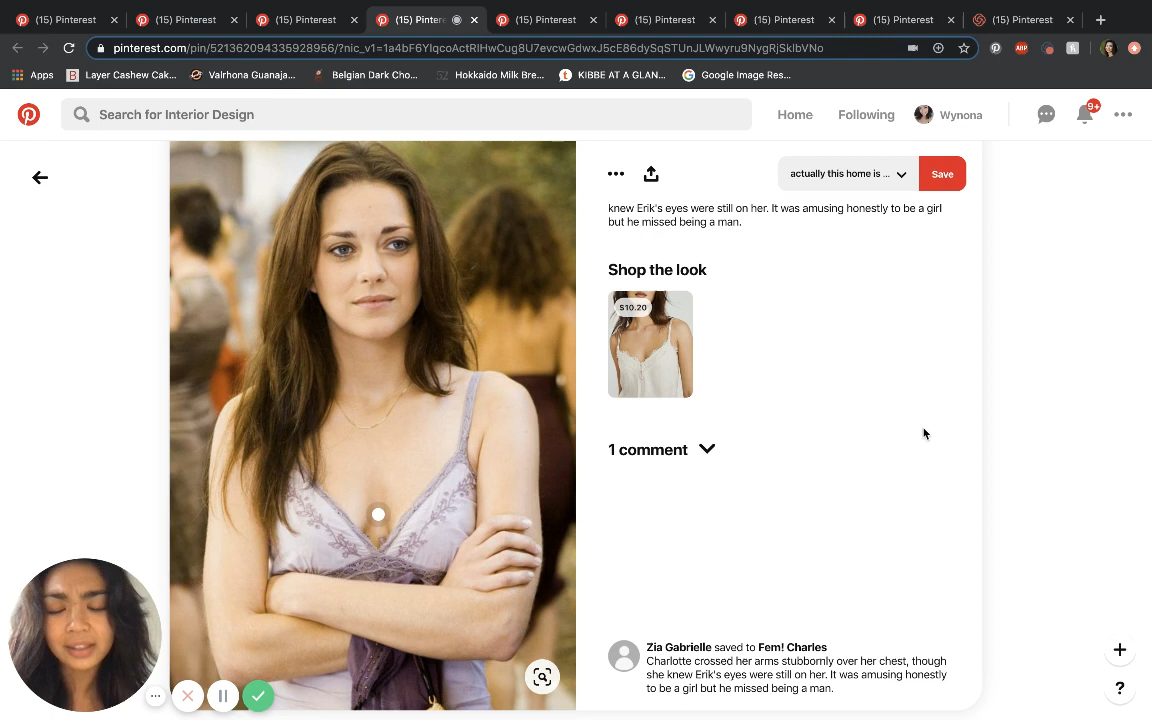 (15) Pinterest (15) Pinterest (15) Pinterest (15) Pinter (15) Pinterest (15) Pinterest (15) Pinterest (15) Pinterest (15) Pinterest
pinterest.com/pin/521362094335928956/?nic_v1=1a4bF6YIqcoActRIHwCug8U7evcwGdwxJ5cE86dySqSTUnJLWwyru9NygRjSkIbVNo
ABP
Apps B Layer Cashew Cak... Valrhona Guanaja... Belgian Dark Cho... 52 Hokkaido Milk Bre... t KIBBE AT A GLAN... G Google Image Res...
Search for Interior Design Home Following Wynona 9+
actually this home is ... Save
knew Erik's eyes were still on her. It was amusing honestly to be a girl
but he missed being a man.
Shop the look
$10.20
1 comment
Zia Gabrielle saved to Fem! Charles
Charlotte crossed her arms stubbornly over her chest, though
she knew Erik's eyes were still on her. It was amusing honestly
to be a girl but he missed being a man.
+
?